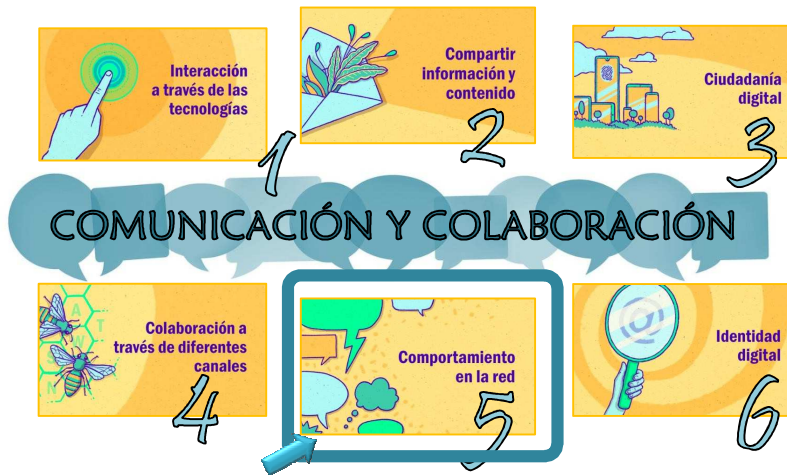 Interacción
a través de las
tecnologías
1
Compartir
información y
contenido
2
Ciudadanía
digital
3
COMUNICACIÓN Y COLABORACIÓN
Colaboración a
través de diferentes
canales
4
Comportamiento
en la red
5
Identidad
digital
6